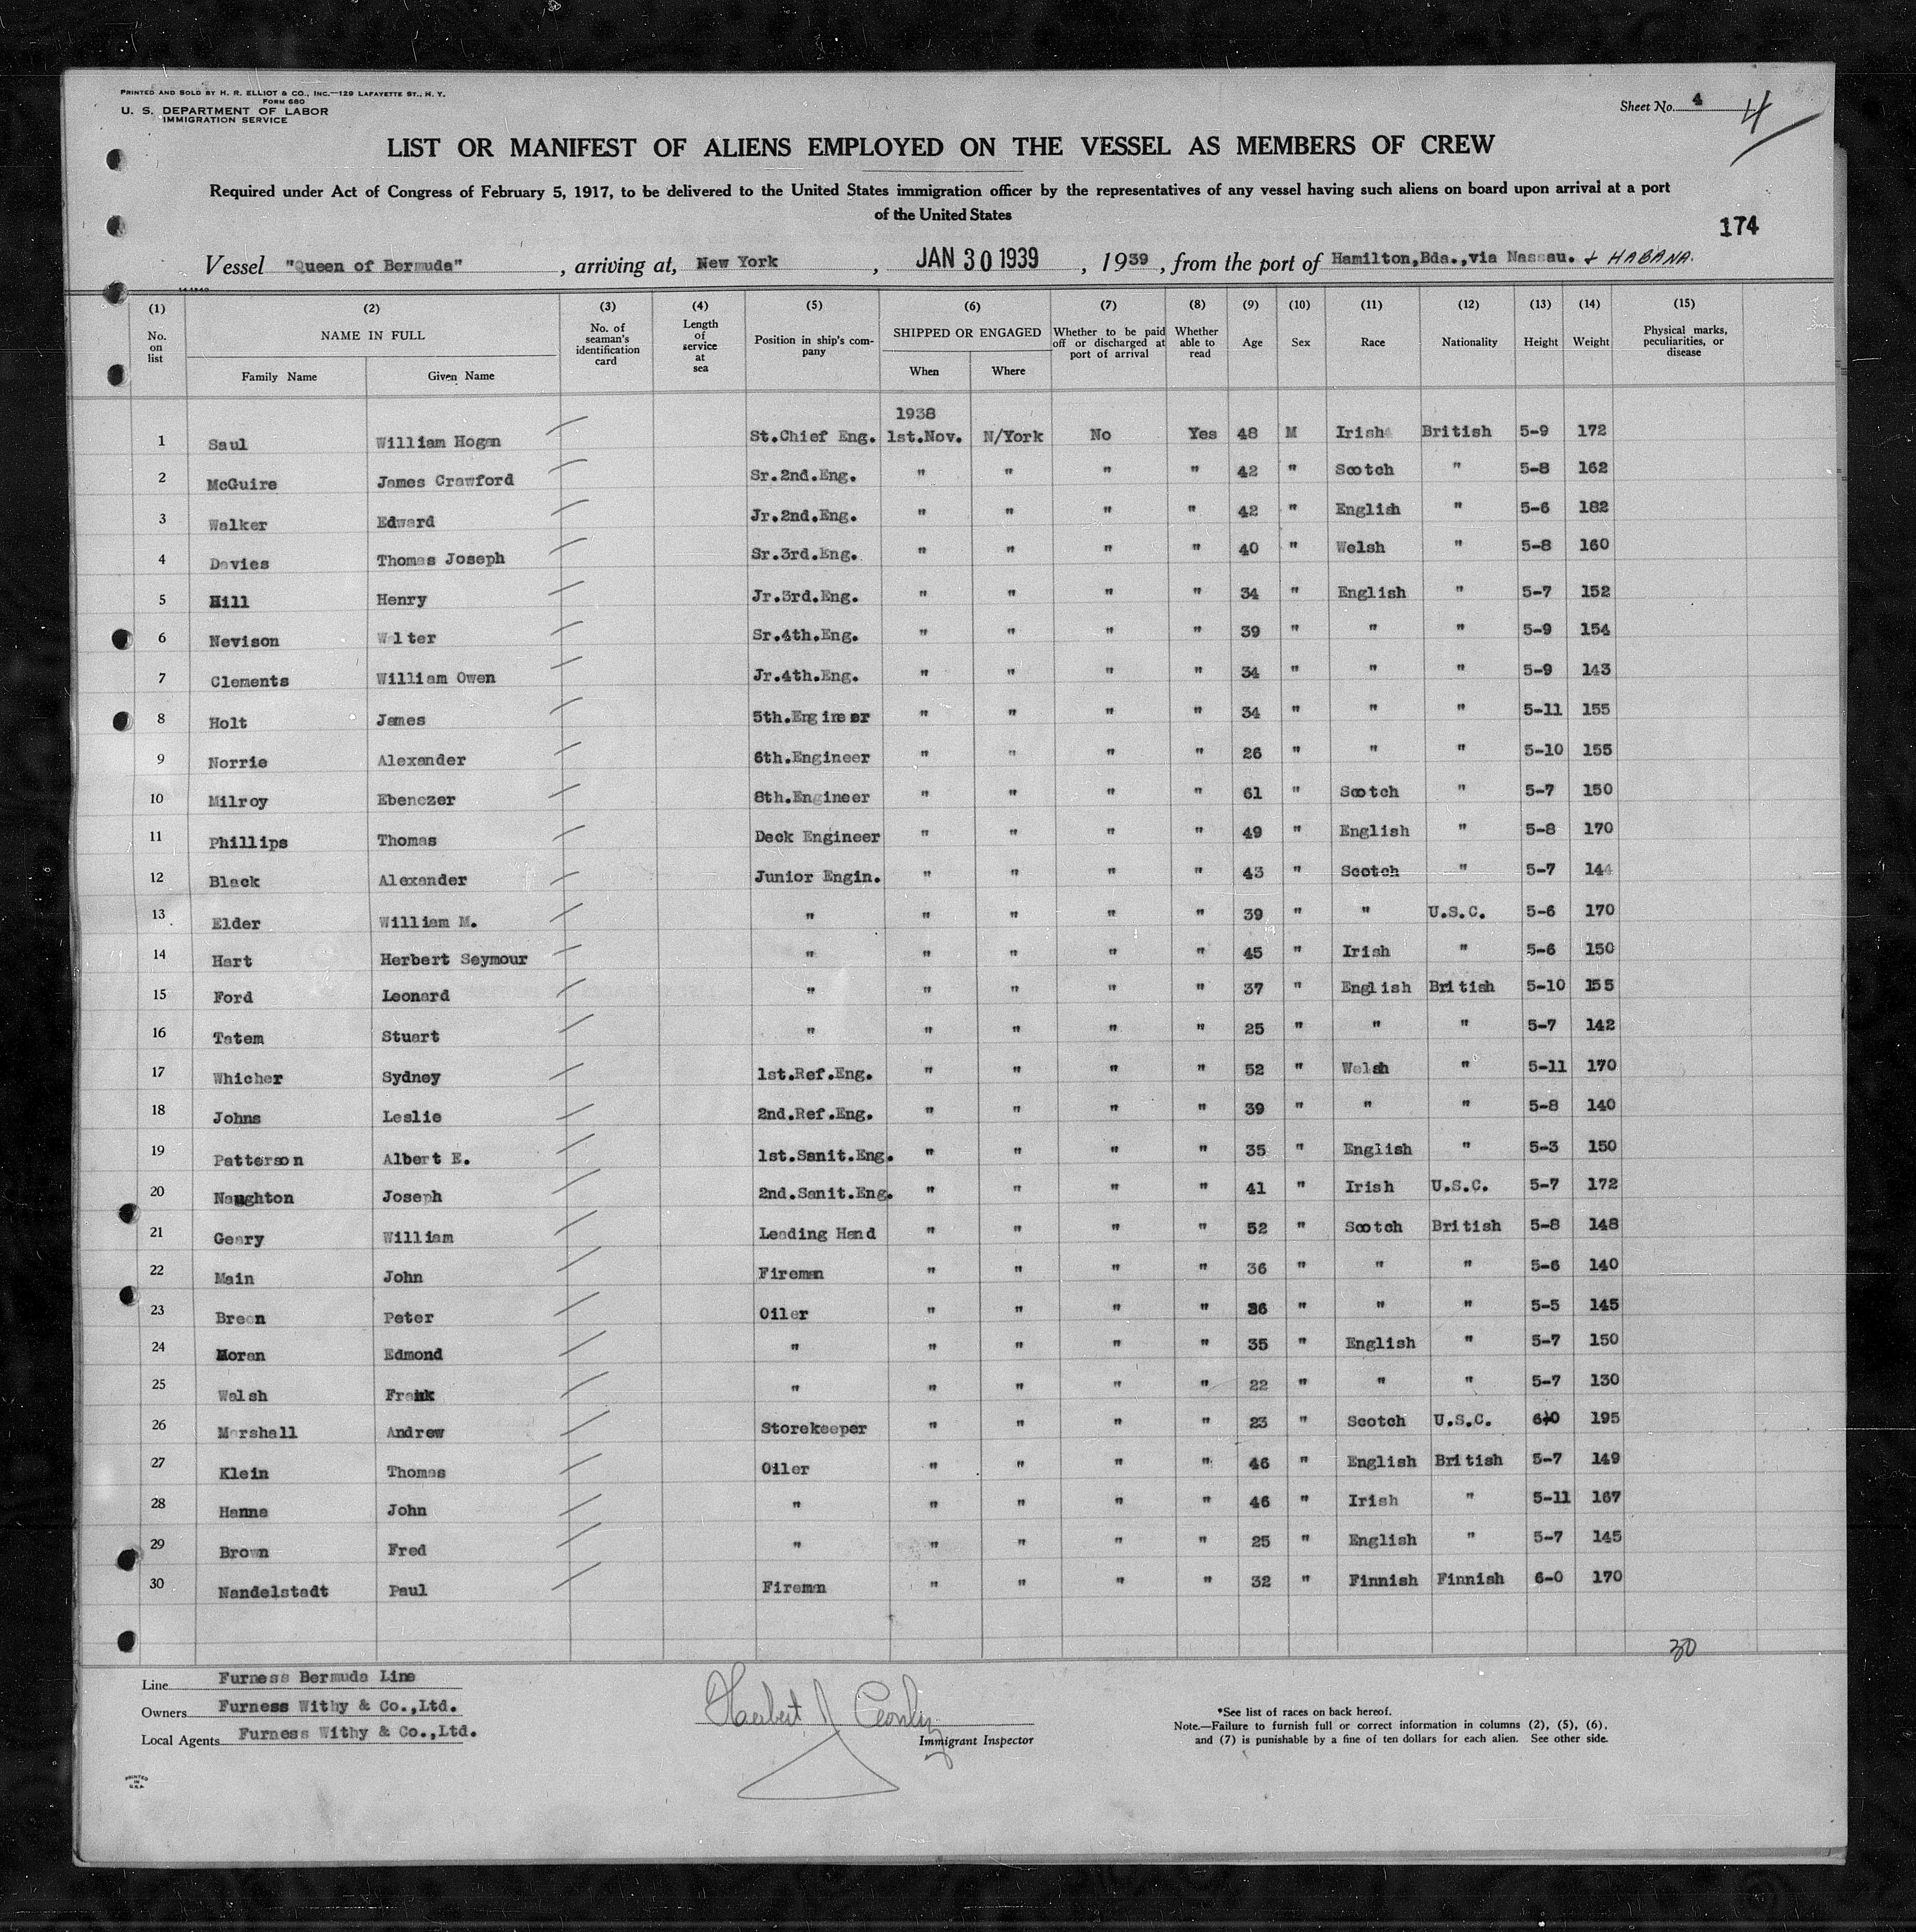 PRINTED AND SOLD BY H. R. ELLIOT & CO., INC.—129 LAFAYETTE ST., N. Y.
FORM 680
U. S. DEPARTMENT OF LABOR
IMMIGRATION SERVICE
Sheet No. 4 4
LIST OR MANIFEST OF ALIENS EMPLOYED ON THE VESSEL AS MEMBERS OF CREW
Required under Act of Congress of February 5, 1917, to be delivered to the United States immigration officer by the representatives of any vessel having such aliens on board upon arrival at a port
of the United States
174
Vessel "Queen of Bermuda", arriving at, New York, JAN 30 1939, 1939, from the port of Hamilton,Bda.,via Nassau. & HABANA.
(1) (2) (3) (4) (5) (6) (7) (8) (9) (10) (11) (12) (13) (14) (15)
No. on list NAME IN FULL Family Name Given Name No. of seaman's identification card Length of service at sea Position in ship's company SHIPPED OR ENGAGED When Where Whether to be paid off or discharged at port of arrival Whether able to read Age Sex Race Nationality Height Weight Physical marks, peculiarities, or disease
1938
1 Saul William Hogan St.Chief Eng. 1st.Nov. N/York No Yes 48 M Irish British 5-9 172
2 McGuire James Crawford Sr.2nd.Eng. " " " " 42 " Scotch " 5-8 162
3 Walker Edward Jr.2nd.Eng. " " " " 42 " English " 5-6 182
4 Davies Thomas Joseph Sr.3rd.Eng. " " " " 40 " Welsh " 5-8 160
5 Hill Henry Jr.3rd.Eng. " " " " 34 " English " 5-7 152
6 Nevison Walter Sr.4th.Eng. " " " " 39 " " " 5-9 154
7 Clements William Owen Jr.4th.Eng. " " " " 34 " " " 5-9 143
8 Holt James 5th.Engineer " " " " 34 " " " 5-11 155
9 Norrie Alexander 6th.Engineer " " " " 26 " " " 5-10 155
10 Milroy Ebenezer 8th.Engineer " " " " 61 " Scotch " 5-7 150
11 Phillips Thomas Deck Engineer " " " " 49 " English " 5-8 170
12 Black Alexander Junior Engin. " " " " 43 " Scotch " 5-7 144
13 Elder William M. " " " " " 39 " " U.S.C. 5-6 170
14 Hart Herbert Seymour " " " " " 45 " Irish " 5-6 150
15 Ford Leonard " " " " " 37 " English British 5-10 155
16 Tatem Stuart " " " " " 25 " " " 5-7 142
17 Whicher Sydney 1st.Ref.Eng. " " " " 52 " Welsh " 5-11 170
18 Johns Leslie 2nd.Ref.Eng. " " " " 39 " " " 5-8 140
19 Patterson Albert E. 1st.Sanit.Eng. " " " " 35 " English " 5-3 150
20 Naughton Joseph 2nd.Sanit.Eng. " " " " 41 " Irish U.S.C. 5-7 172
21 Geary William Leading Hand " " " " 52 " Scotch British 5-8 148
22 Main John Fireman " " " " 36 " " " 5-6 140
23 Breen Peter Oiler " " " " 36 " " " 5-5 145
24 Moran Edmond " " " " " 35 " English " 5-7 150
25 Walsh Frank " " " " " 22 " " " 5-7 130
26 Marshall Andrew Storekeeper " " " " 23 " Scotch U.S.C. 6-0 195
27 Klein Thomas Oiler " " " " 46 " English British 5-7 149
28 Hanna John " " " " " 46 " Irish " 5-11 167
29 Brown Fred " " " " " 25 " English " 5-7 145
30 Nandelstadt Paul Fireman " " " " 32 " Finnish Finnish 6-0 170
30
Line Furness Bermuda Line
Owners Furness Withy & Co.,Ltd.
Local Agents Furness Withy & Co.,Ltd.
Herbert J
Immigrant Inspector
*See list of races on back hereof.
Note.—Failure to furnish full or correct information in columns (2), (5), (6),
and (7) is punishable by a fine of ten dollars for each alien. See other side.
PRINTED
IN
U.S.A.